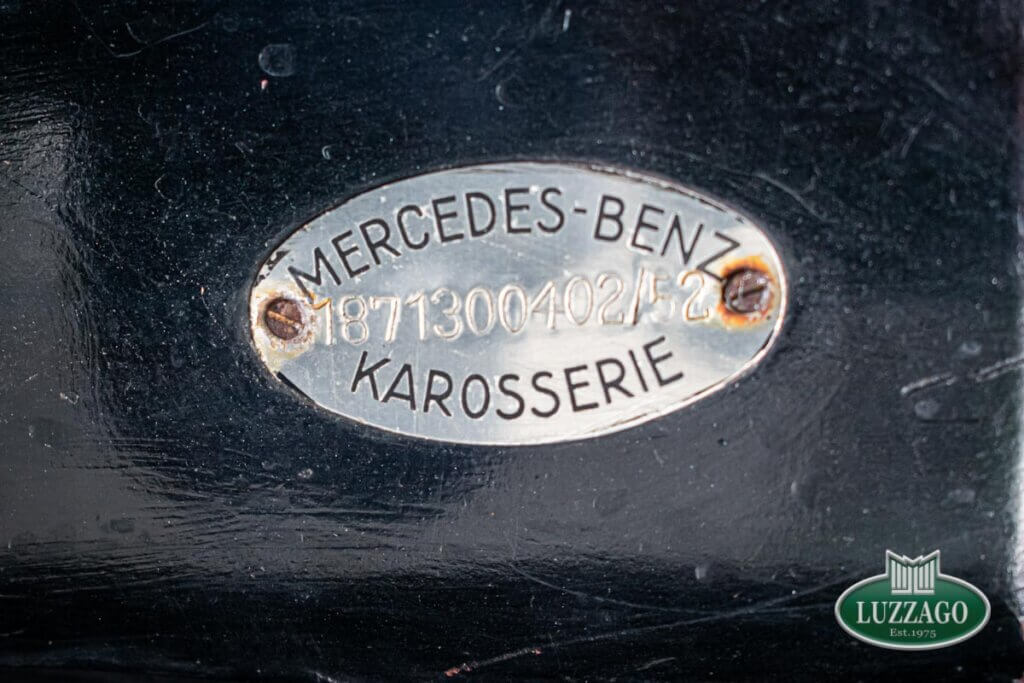 MERCEDES-BENZ
1871300402/52
KAROSSERIE
LUZZAGO
Est.1975